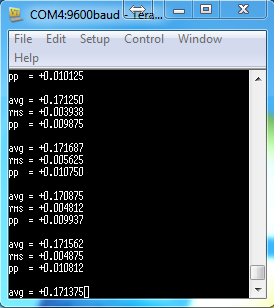 COM4:9600baud - Tera...
File Edit Setup Control Window
Help
pp = +0.010125
avg = +0.171250
rms = +0.003938
pp = +0.009875
avg = +0.171687
rms = +0.005625
pp = +0.010750
avg = +0.170875
rms = +0.004812
pp = +0.009937
avg = +0.171562
rms = +0.004875
pp = +0.010812
avg = +0.171375